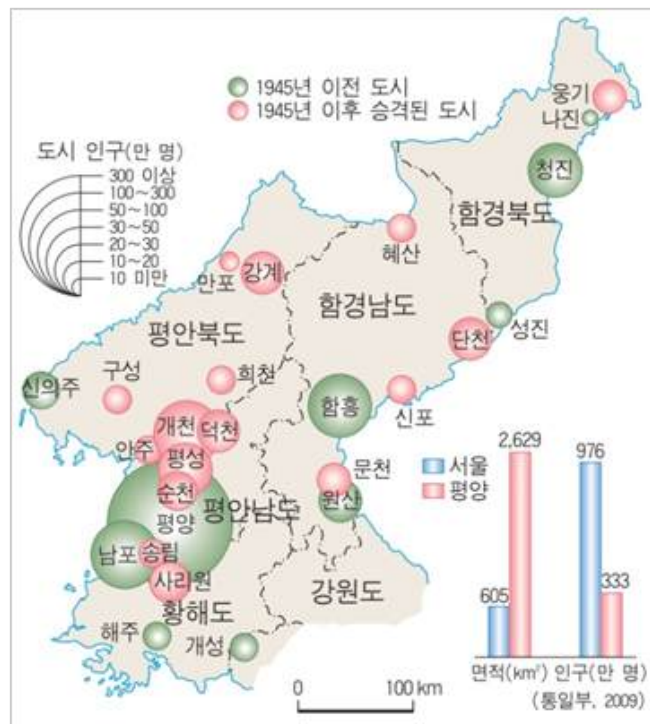 1945년 이전 도시
1945년 이후 승격된 도시
도시 인구(만 명)
300 이상
100~300
50~100
30~50
20~30
10~20
10 미만
웅기
나진
청진
함경북도
혜산
만포
강계
함경남도
성진
단천
평안북도
신의주
구성
희천
함흥
신포
개천
덕천
안주
평성
순천
평양
평안남도
문천
원산
남포
송림
사리원
황해도
강원도
해주
개성
0
100 km
서울
평양
2,629
976
605
333
면적(km²)
인구(만 명)
(통일부, 2009)